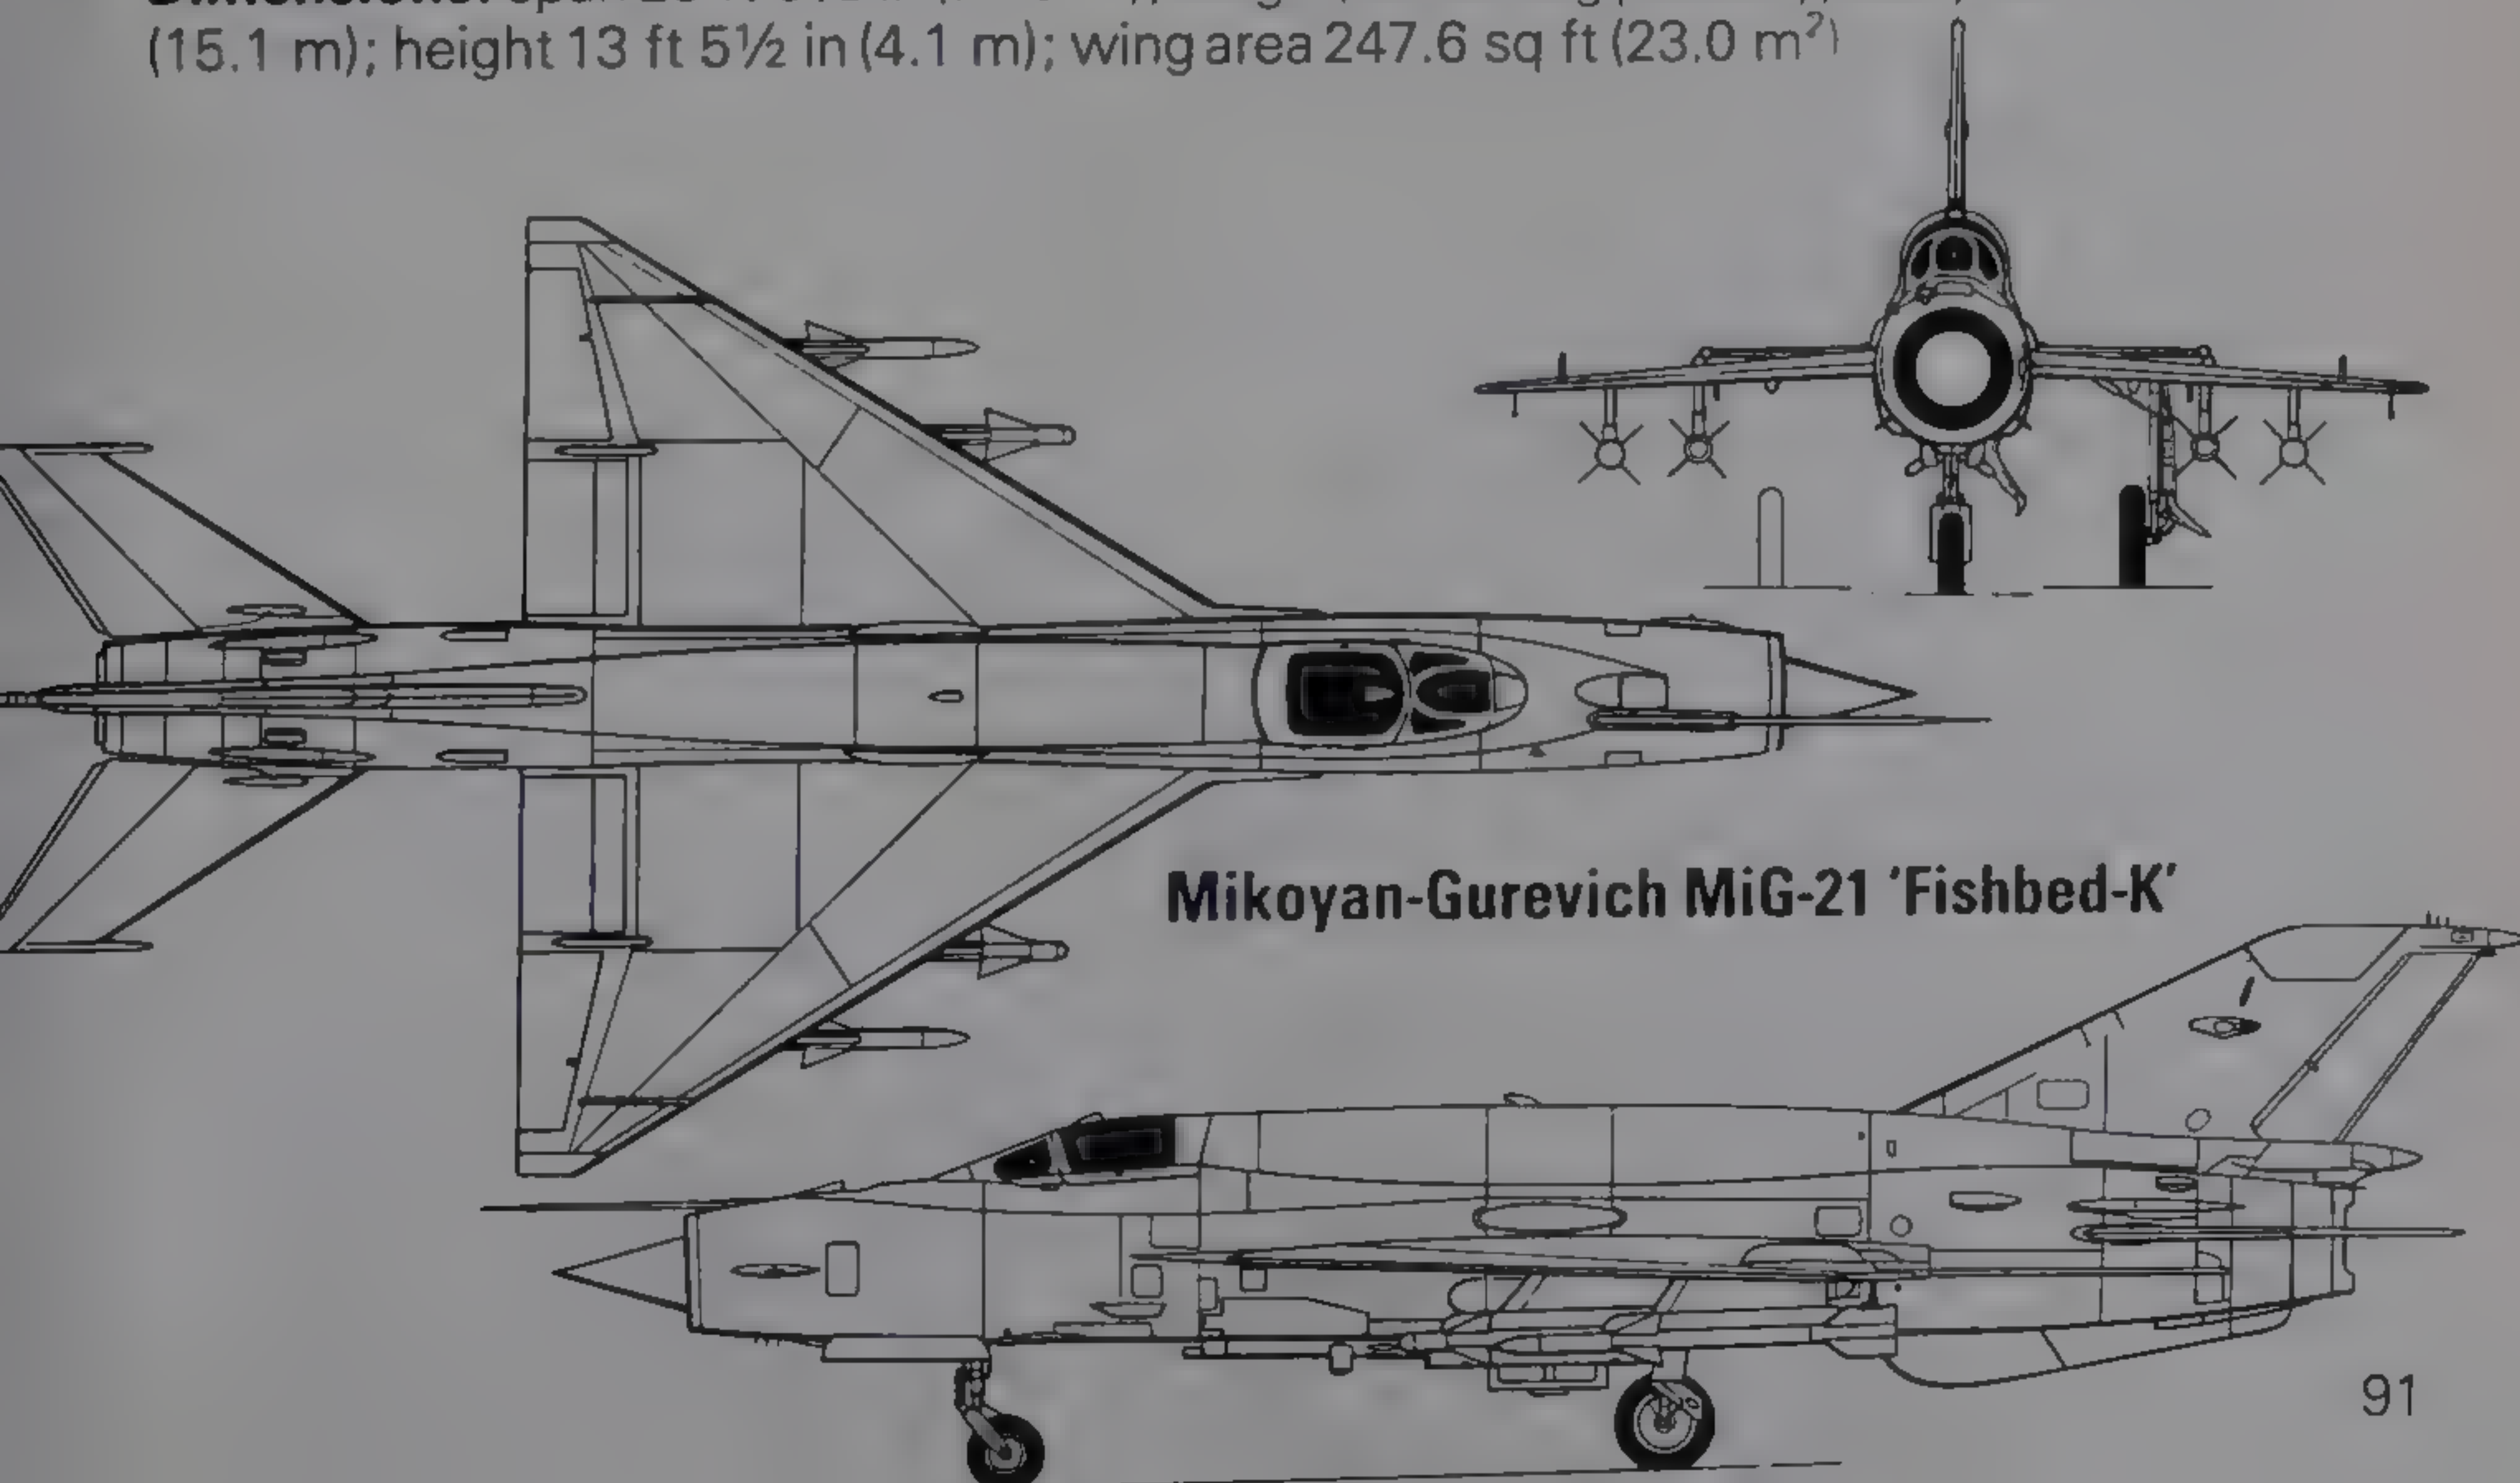 (15.1 m); height 13 ft 5½ in (4.1 m); wing area 247.6 sq ft (23.0 m²)
Mikoyan-Gurevich MiG-21 'Fishbed-K'
91